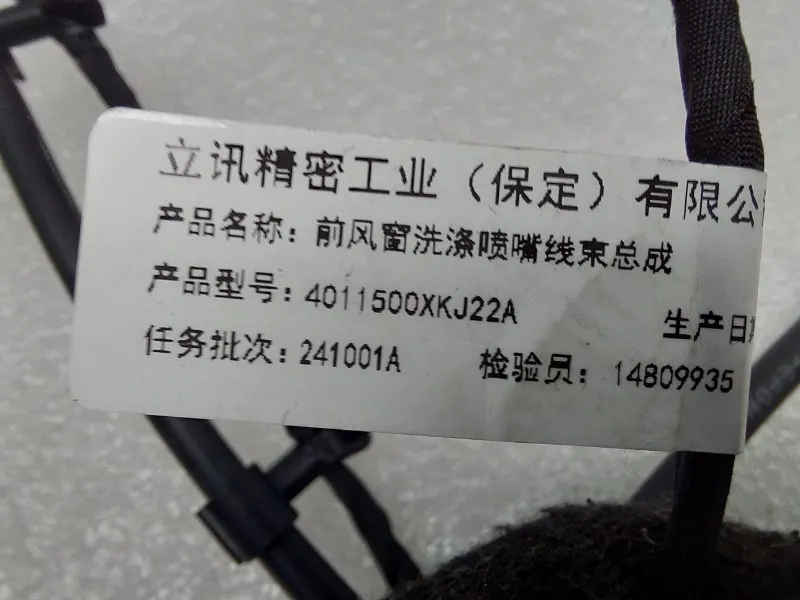 立讯精密工业（保定）有限公
产品名称：前风窗洗涤喷嘴线束总成
产品型号：4011500XKJ22A
生产日
任务批次：241001A 检验员：14809935